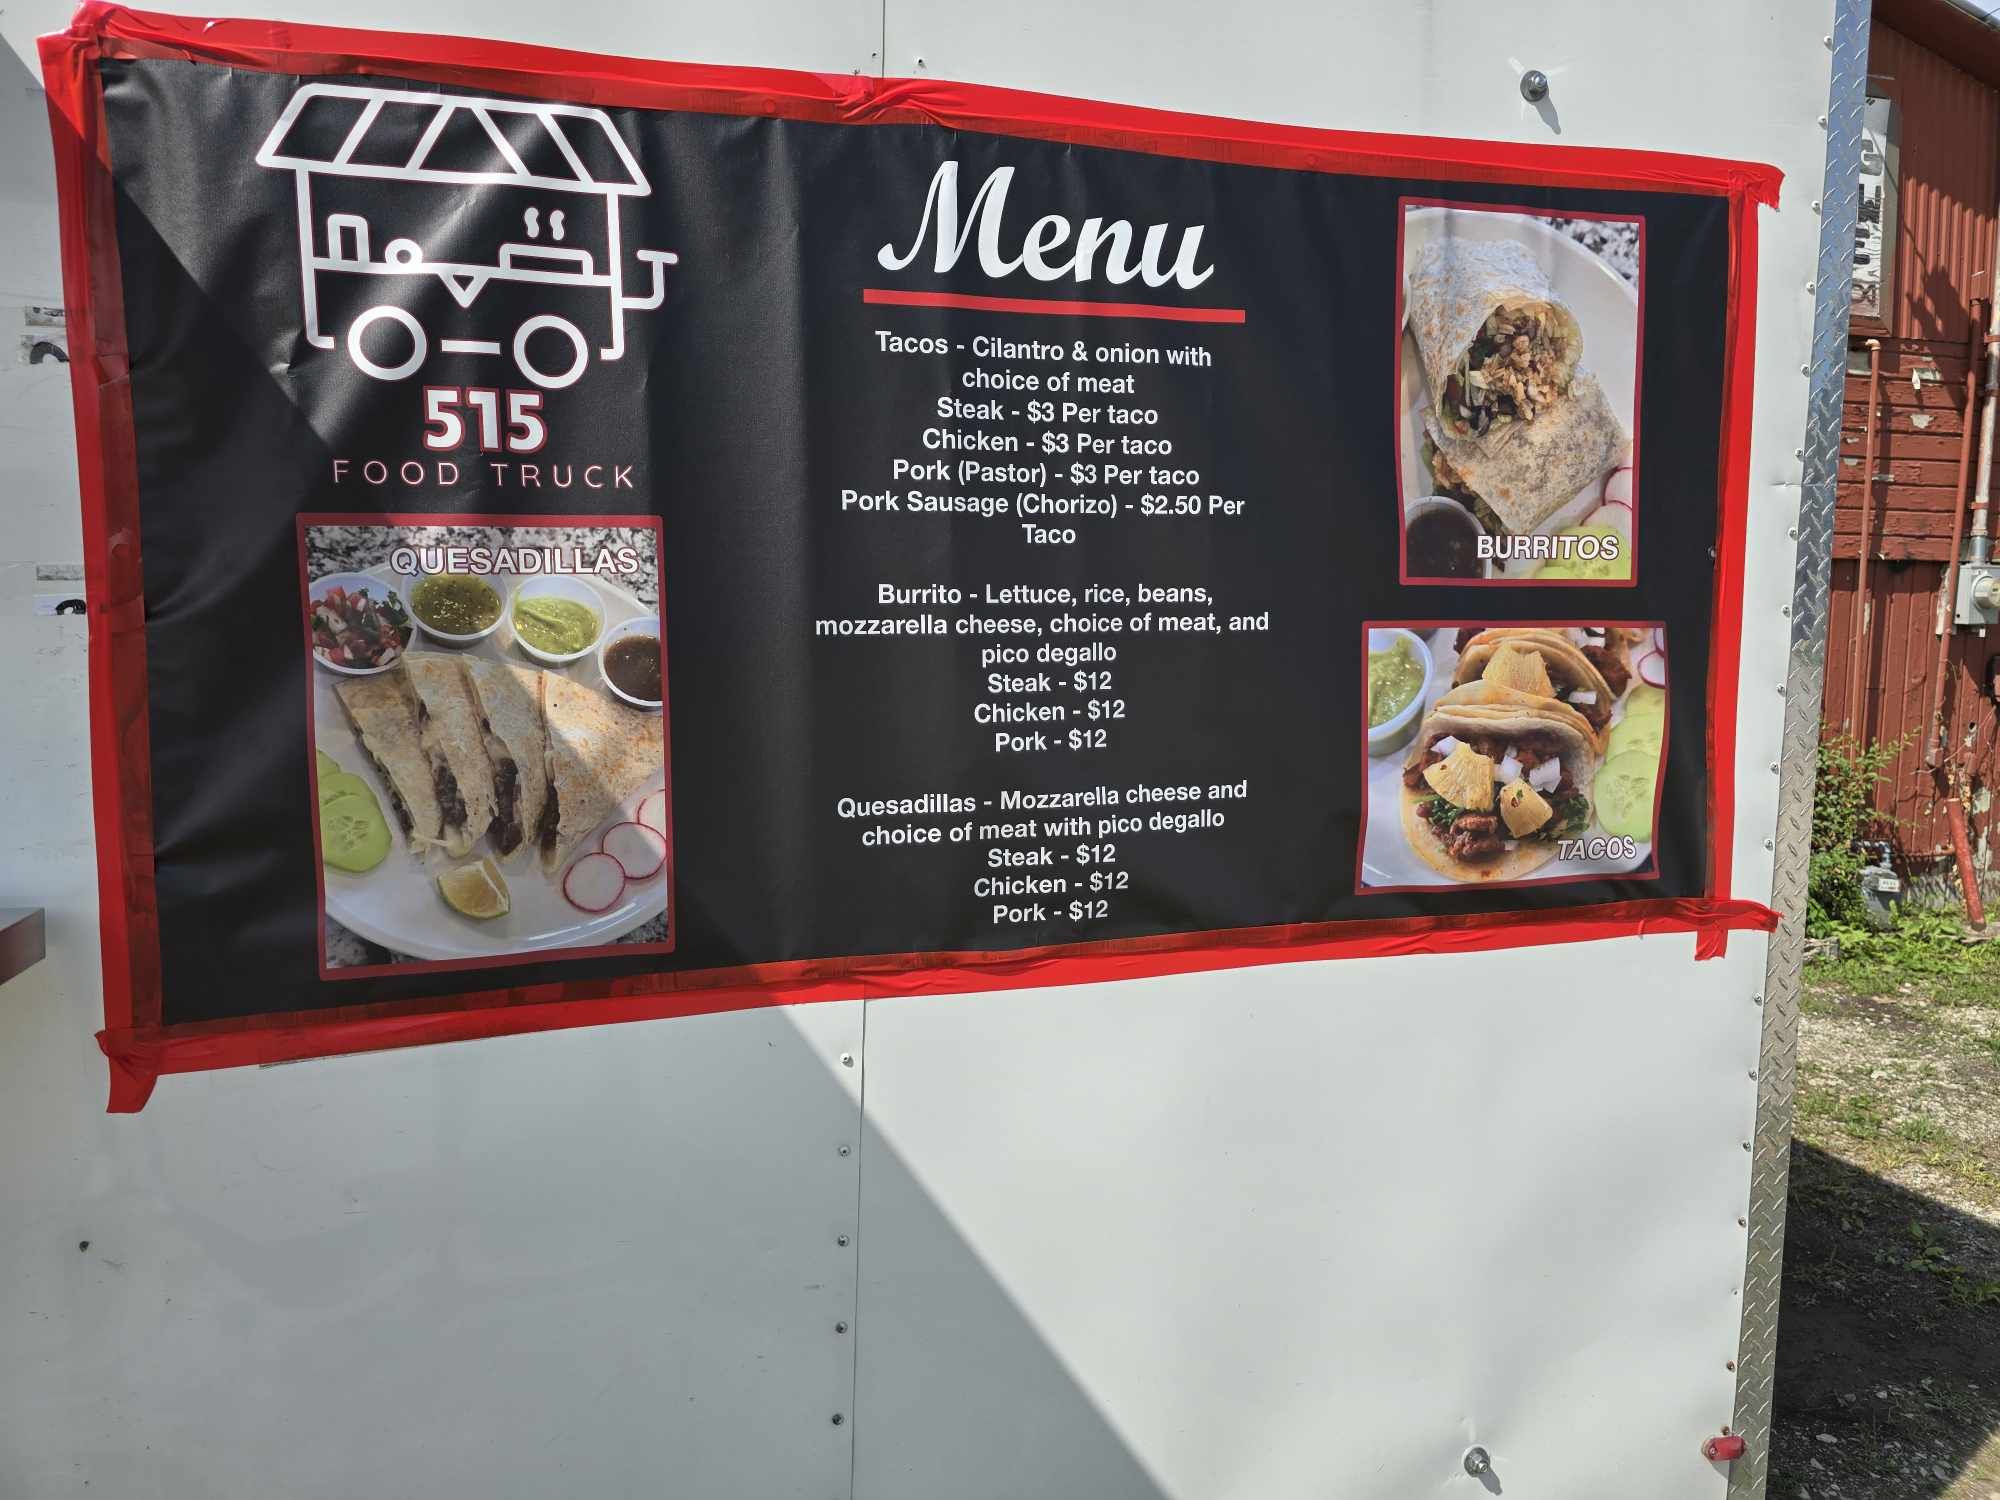 515
FOOD TRUCK
QUESADILLAS
Menu
Tacos - Cilantro & onion with
choice of meat
Steak - $3 Per taco
Chicken - $3 Per taco
Pork (Pastor) - $3 Per taco
Pork Sausage (Chorizo) - $2.50 Per
Taco
Burrito - Lettuce, rice, beans,
mozzarella cheese, choice of meat, and
pico degallo
Steak - $12
Chicken - $12
Pork - $12
Quesadillas - Mozzarella cheese and
choice of meat with pico degallo
Steak - $12
Chicken - $12
Pork - $12
BURRITOS
TACOS